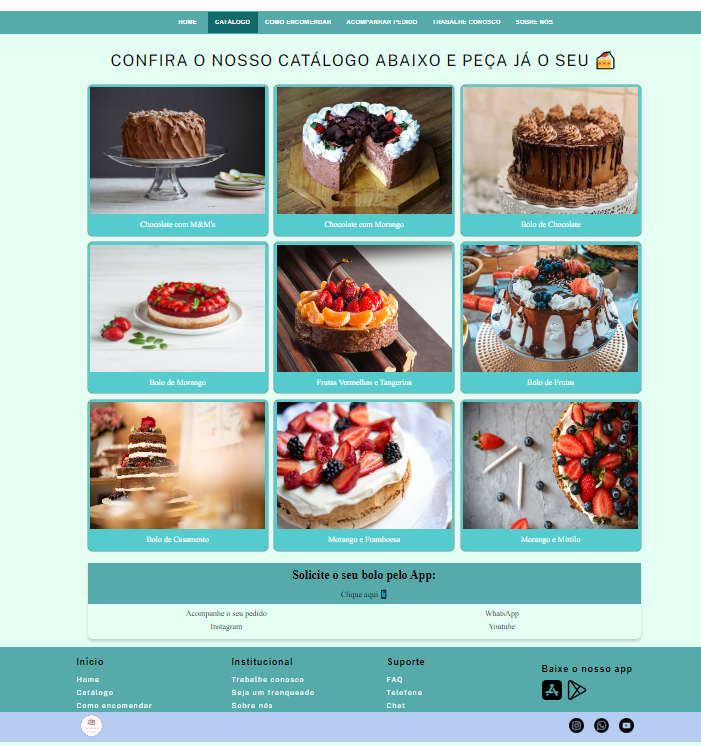 HOME CATÁLOGO COMO ENCOMENDAR ACOMPANHAR PEDIDO TRABALHE CONOSCO SOBRE NÓS
CONFIRA O NOSSO CATÁLOGO ABAIXO E PEÇA JÁ O SEU 🍰
Chocolate com M&M's Chocolate com Morango Bolo de Chocolate
Bolo de Morango Frutas Vermelhas e Tangerina Bolo de Frutas
Bolo de Casamento Morango e Framboesa Morango e Mirtilo
Solicite o seu bolo pelo App:
Clique aqui
Acompanhe o seu pedido WhatsApp
Instagram Youtube
Início Institucional Suporte Baixe o nosso app
Home Trabalhe conosco FAQ
Catálogo Seja um franqueado Telefone
Como encomendar Sobre nós Chat